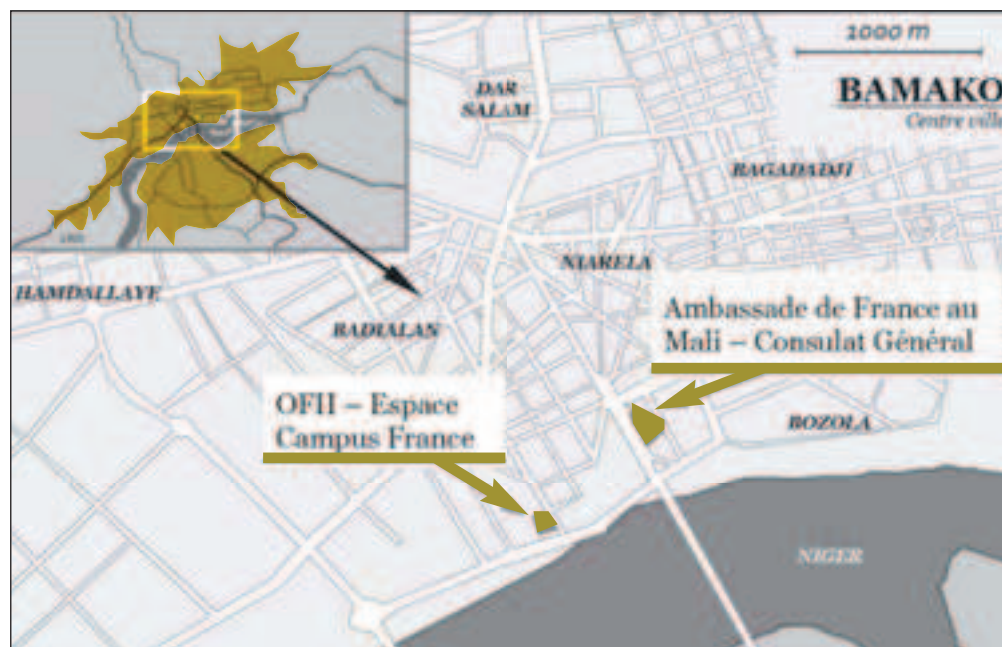 1000 m
BAMAKO
Centre ville
DAR
SALAM
BAGADADJI
NIARELA
HAMDALLAYE
BADIALAN
Ambassade de France au
Mali – Consulat Général
OFII – Espace
Campus France
BOZOLA
NIGER